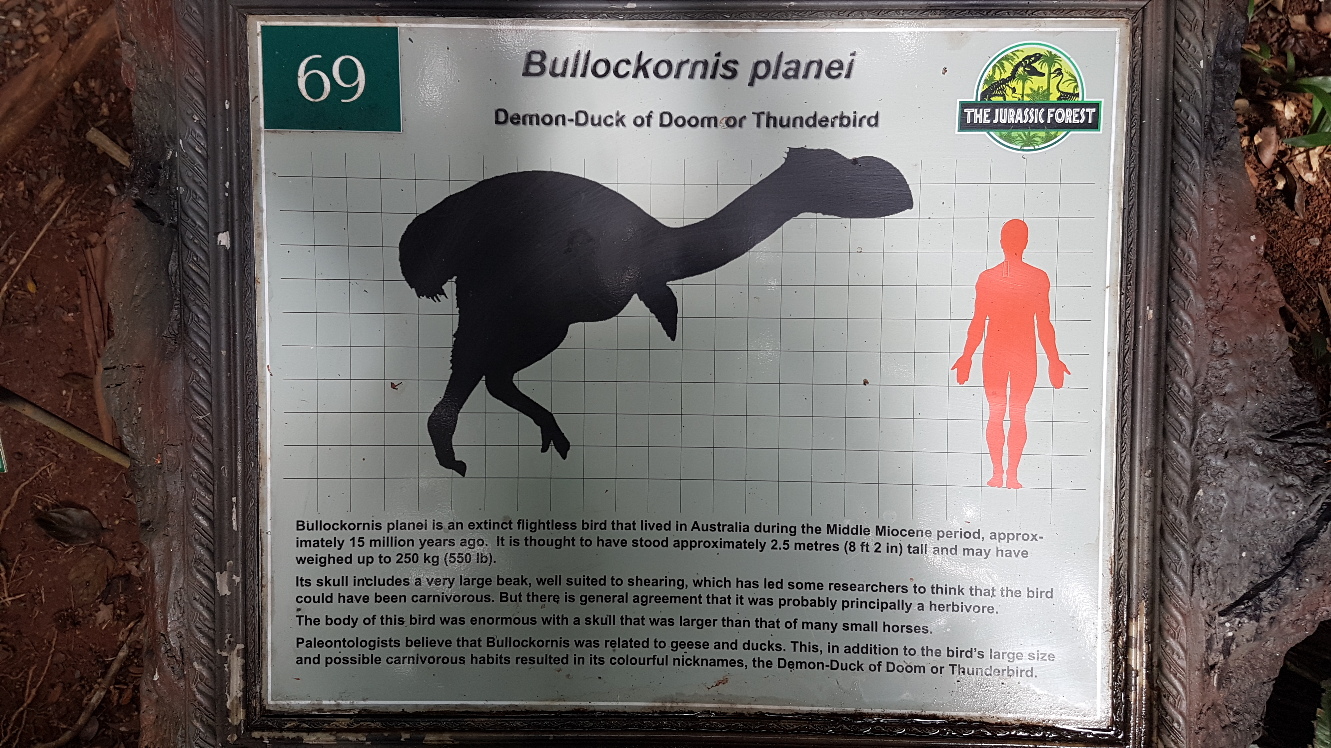 69
Bullockornis planei
Demon-Duck of Doom or Thunderbird
THE JURASSIC FOREST
Bullockornis planei is an extinct flightless bird that lived in Australia during the Middle Miocene period, approx-
imately 15 million years ago. It is thought to have stood approximately 2.5 metres (8 ft 2 in) tall and may have
weighed up to 250 kg (550 lb).
Its skull includes a very large beak, well suited to shearing, which has led some researchers to think that the bird
could have been carnivorous. But there is general agreement that it was probably principally a herbivore.
The body of this bird was enormous with a skull that was larger than that of many small horses.
Paleontologists believe that Bullockornis was related to geese and ducks. This, in addition to the bird's large size
and possible carnivorous habits resulted in its colourful nicknames, the Demon-Duck of Doom or Thunderbird.